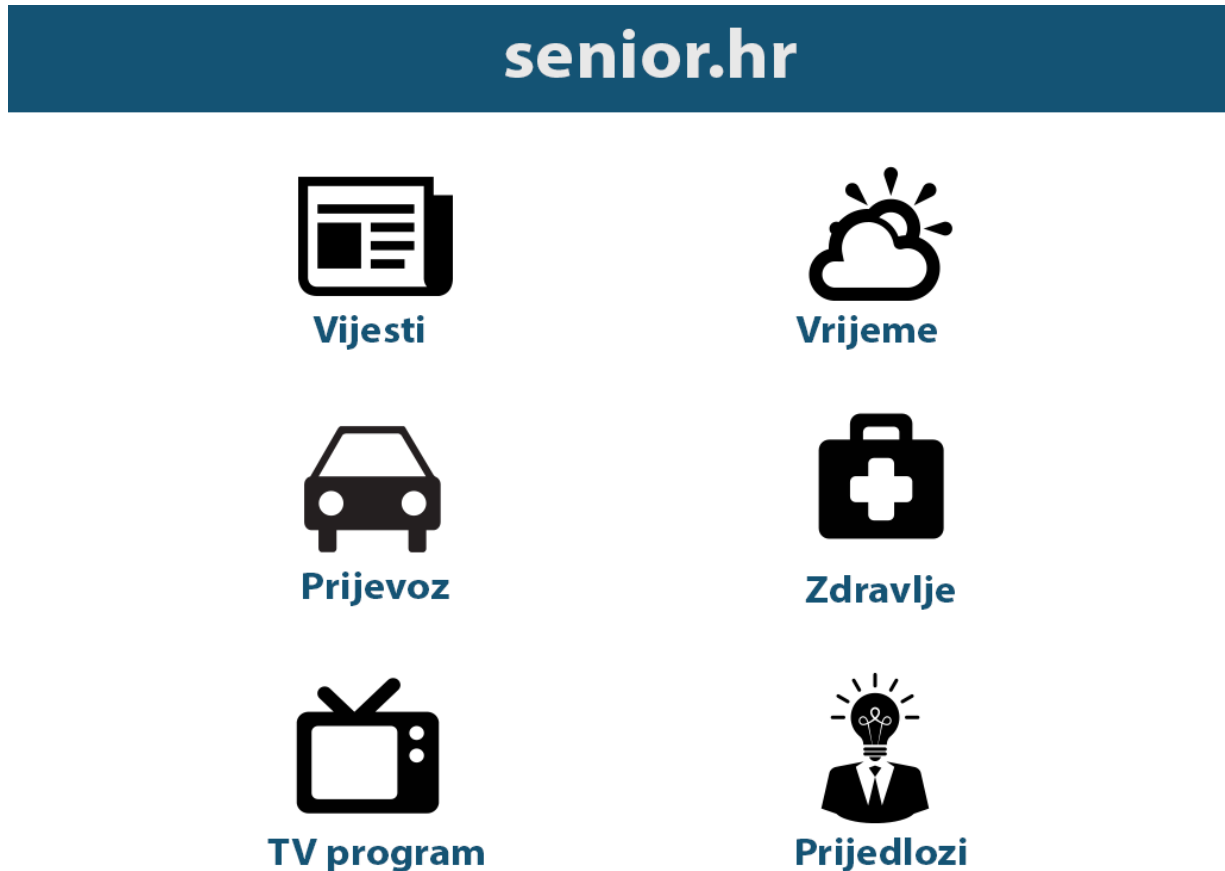 senior.hr
Vijesti
Vrijeme
Prijevoz
Zdravlje
TV program
Prijedlozi